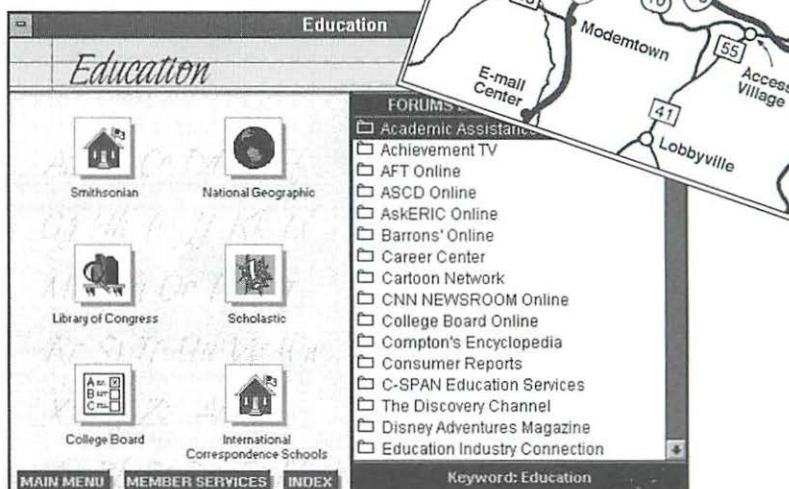 Education
Education
Smithsonian
National Geographic
Library of Congress
Scholastic
College Board
International
Correspondence Schools
MAIN MENU
MEMBER SERVICES
INDEX
Academic
Achievement TV
AFT Online
ASCD Online
AskERIC Online
Barrons' Online
Career Center
Cartoon Network
CNN NEWSROOM Online
College Board Online
Compton's Encyclopedia
Consumer Reports
C-SPAN Education Services
The Discovery Channel
Disney Adventures Magazine
Education Industry Connection
Keyword: Education
FORUMS
Modemtown
E-mail
Center
55
Access
Village
41
Lobbyville